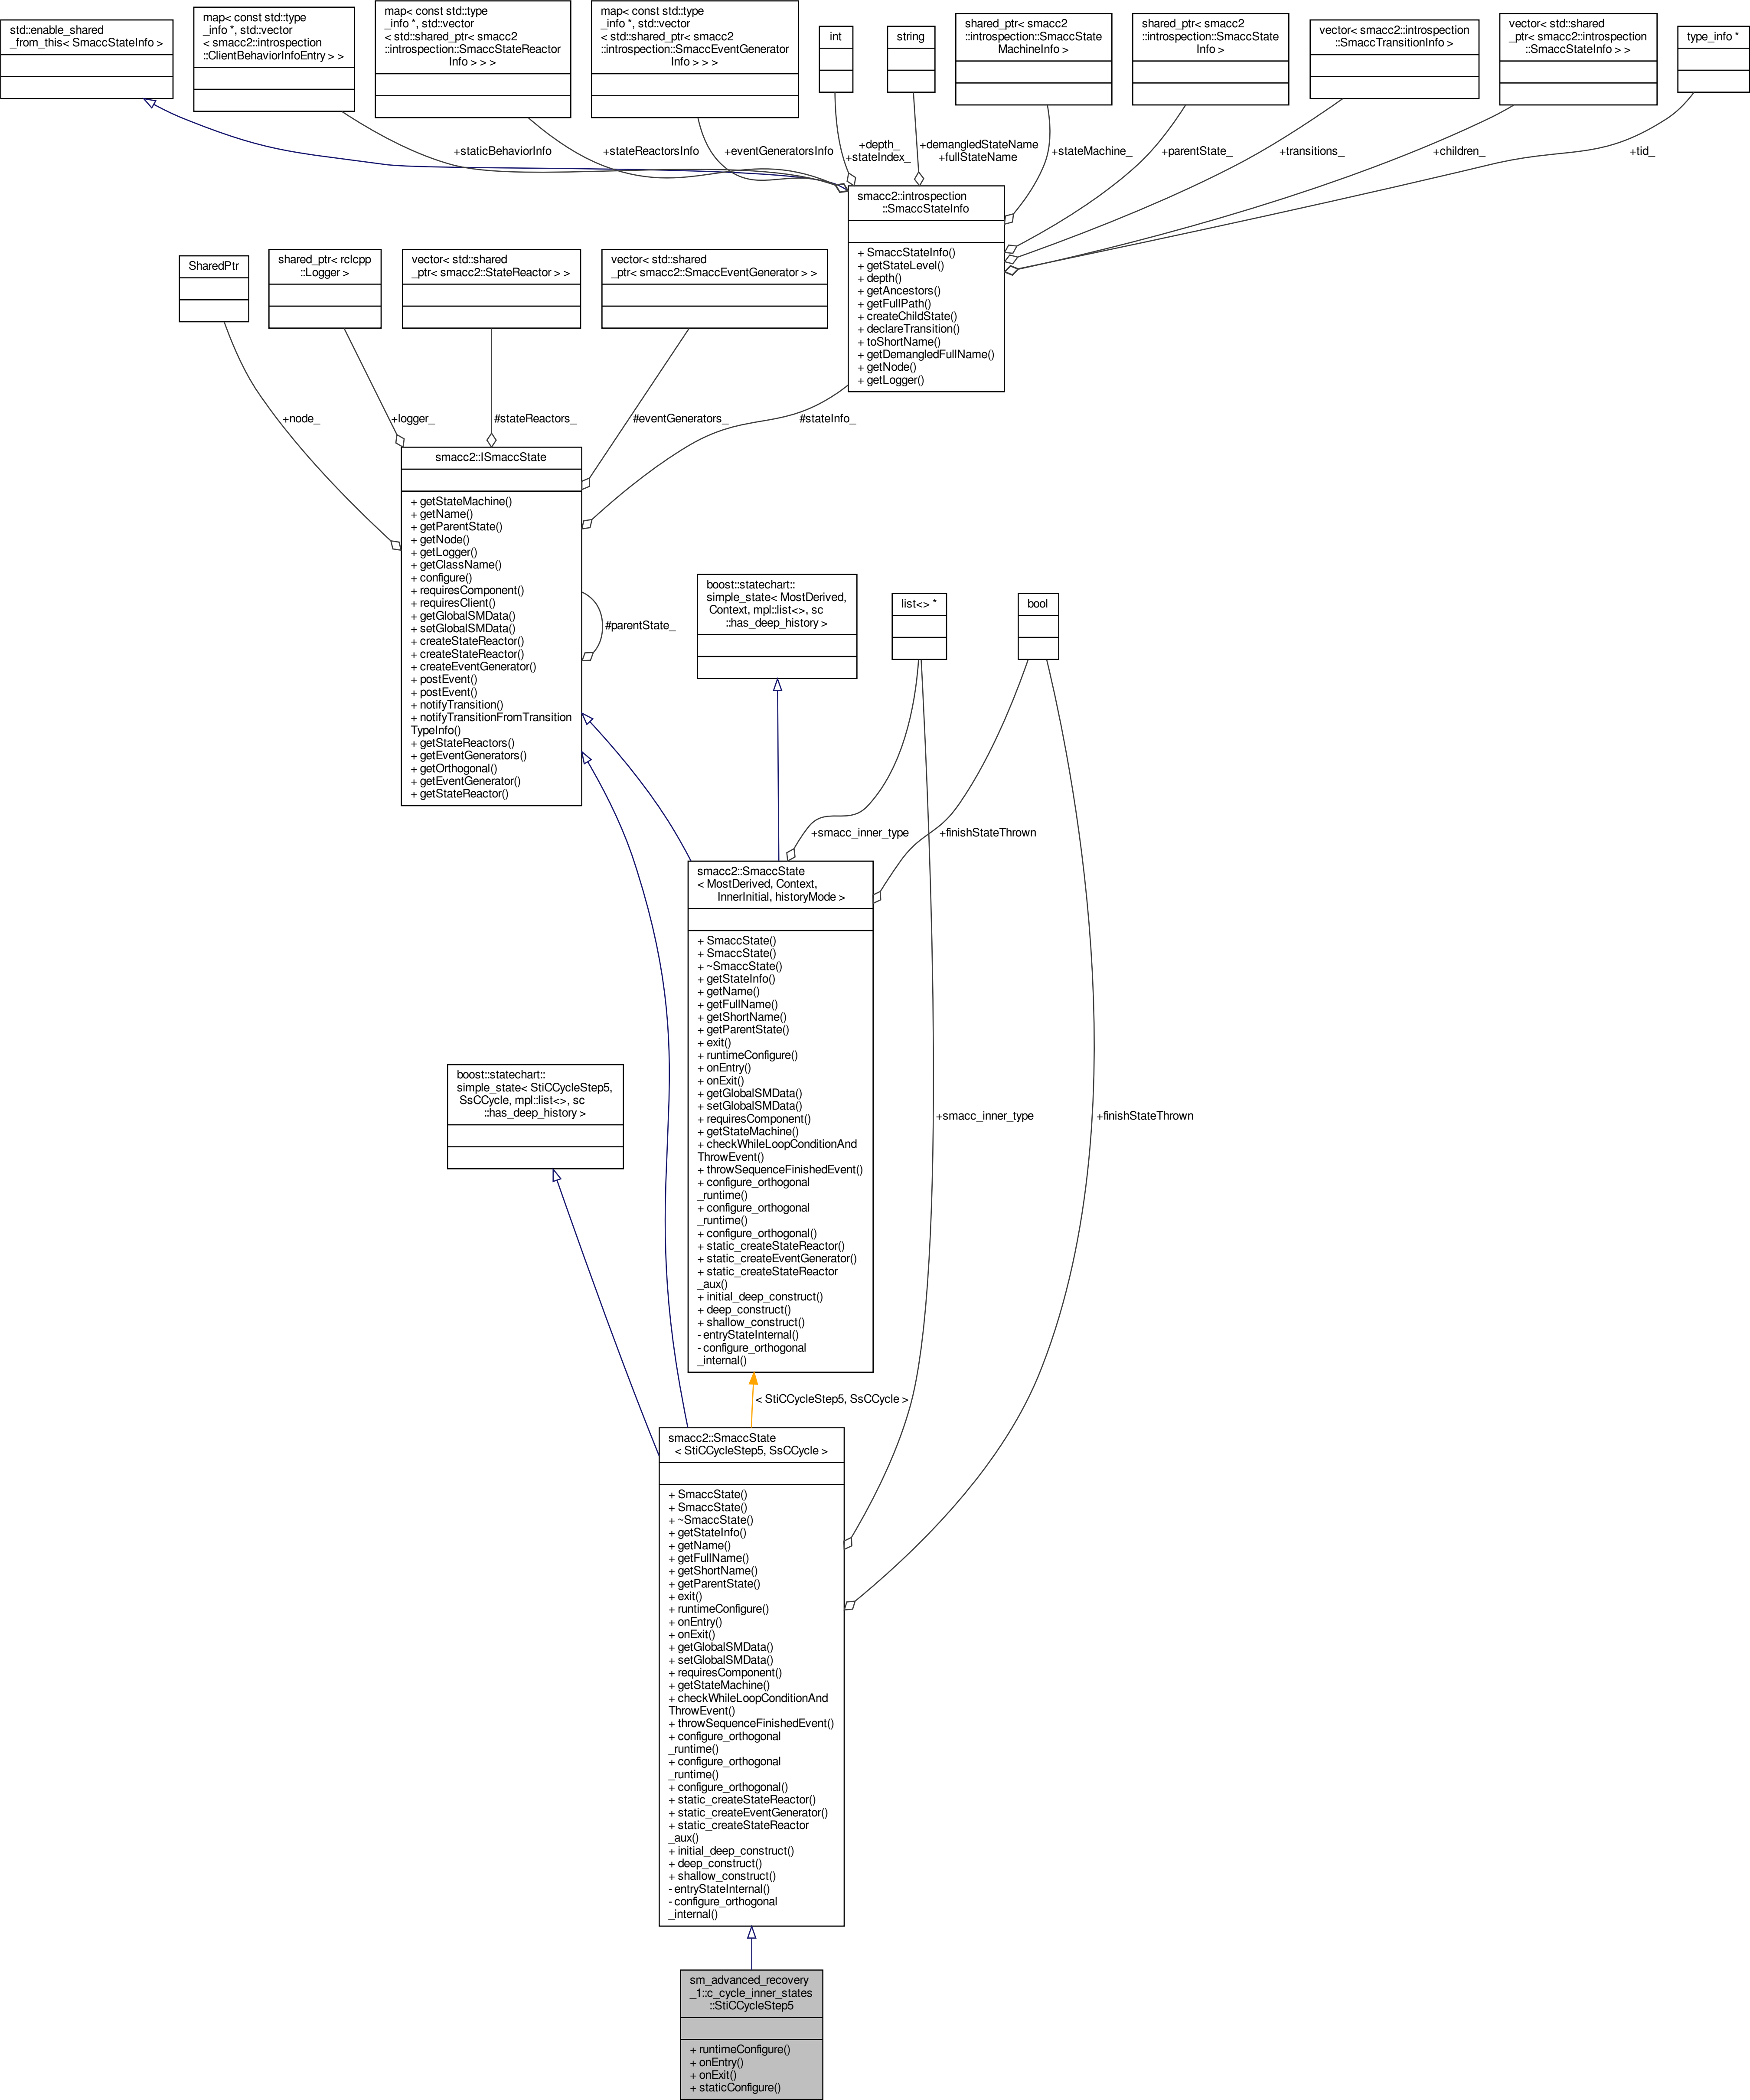 std::enable_shared
_from_this< SmaccStateInfo >
map< const std::type
_info *, std::vector
< smacc2::introspection
::ClientBehaviorInfoEntry > >
map< const std::type
_info *, std::vector
< std::shared_ptr< smacc2
::introspection::SmaccStateReactor
Info > > >
map< const std::type
_info *, std::vector
< std::shared_ptr< smacc2
::introspection::SmaccEventGenerator
Info > > >
int
string
shared_ptr< smacc2
::introspection::SmaccState
MachineInfo >
shared_ptr< smacc2
::introspection::SmaccState
Info >
vector< smacc2::introspection
::SmaccTransitionInfo >
vector< std::shared
_ptr< smacc2::introspection
::SmaccStateInfo > >
type_info *
+staticBehaviorInfo
+stateReactorsInfo
+eventGeneratorsInfo
+depth_
+stateIndex_
+demangledStateName
+fullStateName
+stateMachine_
+parentState_
+transitions_
+children_
+tid_
smacc2::introspection
::SmaccStateInfo
+ SmaccStateInfo()
+ getStateLevel()
+ depth()
+ getAncestors()
+ getFullPath()
+ createChildState()
+ declareTransition()
+ toShortName()
+ getDemangledFullName()
+ getNode()
+ getLogger()
SharedPtr
shared_ptr< rclcpp
::Logger >
vector< std::shared
_ptr< smacc2::StateReactor > >
vector< std::shared
_ptr< smacc2::SmaccEventGenerator > >
+node_
+logger_
#stateReactors_
#eventGenerators_
#stateInfo_
smacc2::ISmaccState
+ getStateMachine()
+ getName()
+ getParentState()
+ getNode()
+ getLogger()
+ getClassName()
+ configure()
+ requiresComponent()
+ requiresClient()
+ getGlobalSMData()
+ setGlobalSMData()
+ createStateReactor()
+ createStateReactor()
+ createEventGenerator()
+ postEvent()
+ postEvent()
+ notifyTransition()
+ notifyTransitionFromTransition
TypeInfo()
+ getStateReactors()
+ getEventGenerators()
+ getOrthogonal()
+ getEventGenerator()
+ getStateReactor()
#parentState_
boost::statechart::
simple_state< MostDerived,
Context, mpl::list<>, sc
::has_deep_history >
list<> *
bool
+smacc_inner_type
+finishStateThrown
smacc2::SmaccState
< MostDerived, Context,
InnerInitial, historyMode >
+ SmaccState()
+ SmaccState()
+ ~SmaccState()
+ getStateInfo()
+ getName()
+ getFullName()
+ getShortName()
+ getParentState()
+ exit()
+ runtimeConfigure()
+ onEntry()
+ onExit()
+ getGlobalSMData()
+ setGlobalSMData()
+ requiresComponent()
+ getStateMachine()
+ checkWhileLoopConditionAnd
ThrowEvent()
+ throwSequenceFinishedEvent()
+ configure_orthogonal
_runtime()
+ configure_orthogonal
_runtime()
+ configure_orthogonal()
+ static_createStateReactor()
+ static_createEventGenerator()
+ static_createStateReactor
_aux()
+ initial_deep_construct()
+ deep_construct()
+ shallow_construct()
- entryStateInternal()
- configure_orthogonal
_internal()
boost::statechart::
simple_state< StiCCycleStep5,
SsCCycle, mpl::list<>, sc
::has_deep_history >
+smacc_inner_type
+finishStateThrown
< StiCCycleStep5, SsCCycle >
smacc2::SmaccState
< StiCCycleStep5, SsCCycle >
+ SmaccState()
+ SmaccState()
+ ~SmaccState()
+ getStateInfo()
+ getName()
+ getFullName()
+ getShortName()
+ getParentState()
+ exit()
+ runtimeConfigure()
+ onEntry()
+ onExit()
+ getGlobalSMData()
+ setGlobalSMData()
+ requiresComponent()
+ getStateMachine()
+ checkWhileLoopConditionAnd
ThrowEvent()
+ throwSequenceFinishedEvent()
+ configure_orthogonal
_runtime()
+ configure_orthogonal
_runtime()
+ configure_orthogonal()
+ static_createStateReactor()
+ static_createEventGenerator()
+ static_createStateReactor
_aux()
+ initial_deep_construct()
+ deep_construct()
+ shallow_construct()
- entryStateInternal()
- configure_orthogonal
_internal()
sm_advanced_recovery
_1::c_cycle_inner_states
::StiCCycleStep5
+ runtimeConfigure()
+ onEntry()
+ onExit()
+ staticConfigure()